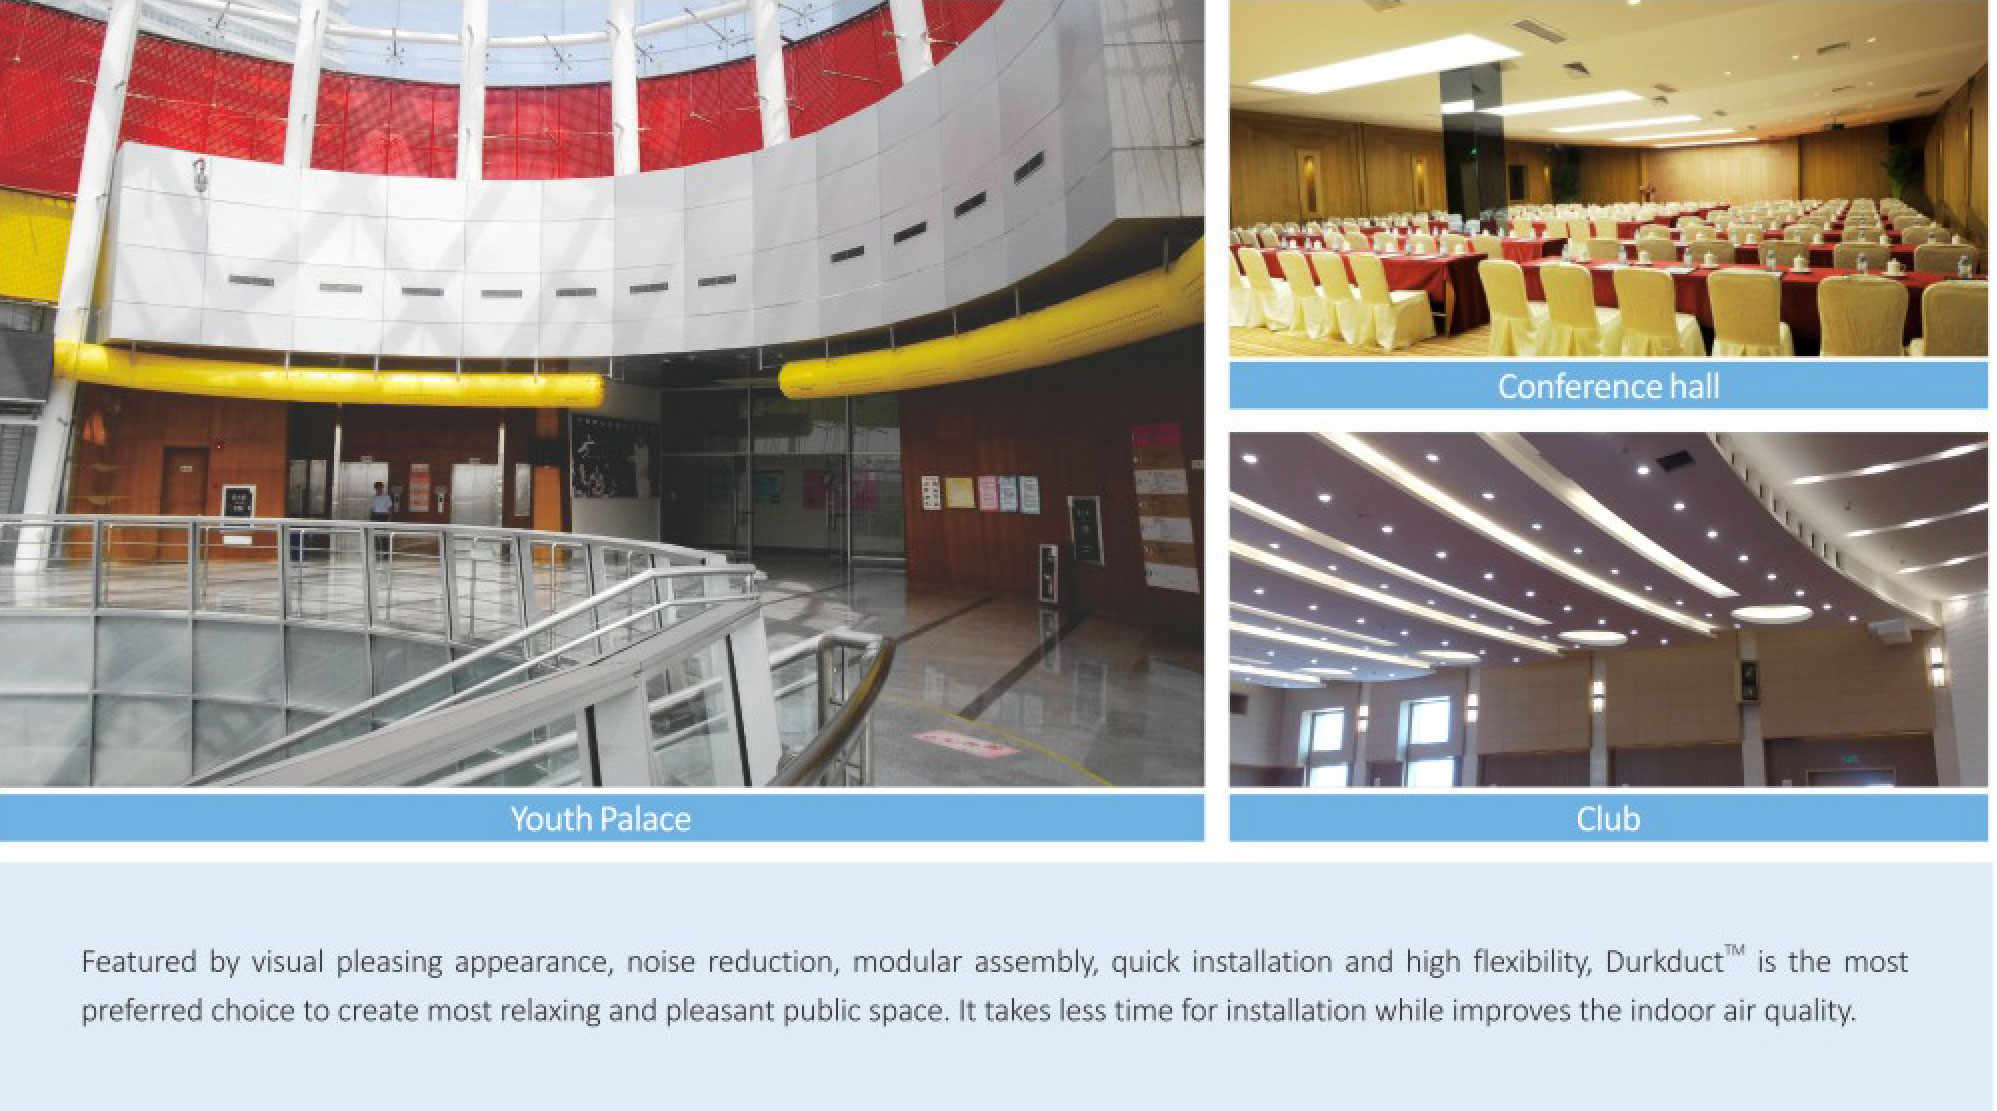 Conference hall
Youth Palace
Club
Featured by visual pleasing appearance, noise reduction, modular assembly, quick installation and high flexibility, Durkduct™ is the most
preferred choice to create most relaxing and pleasant public space. It takes less time for installation while improves the indoor air quality.